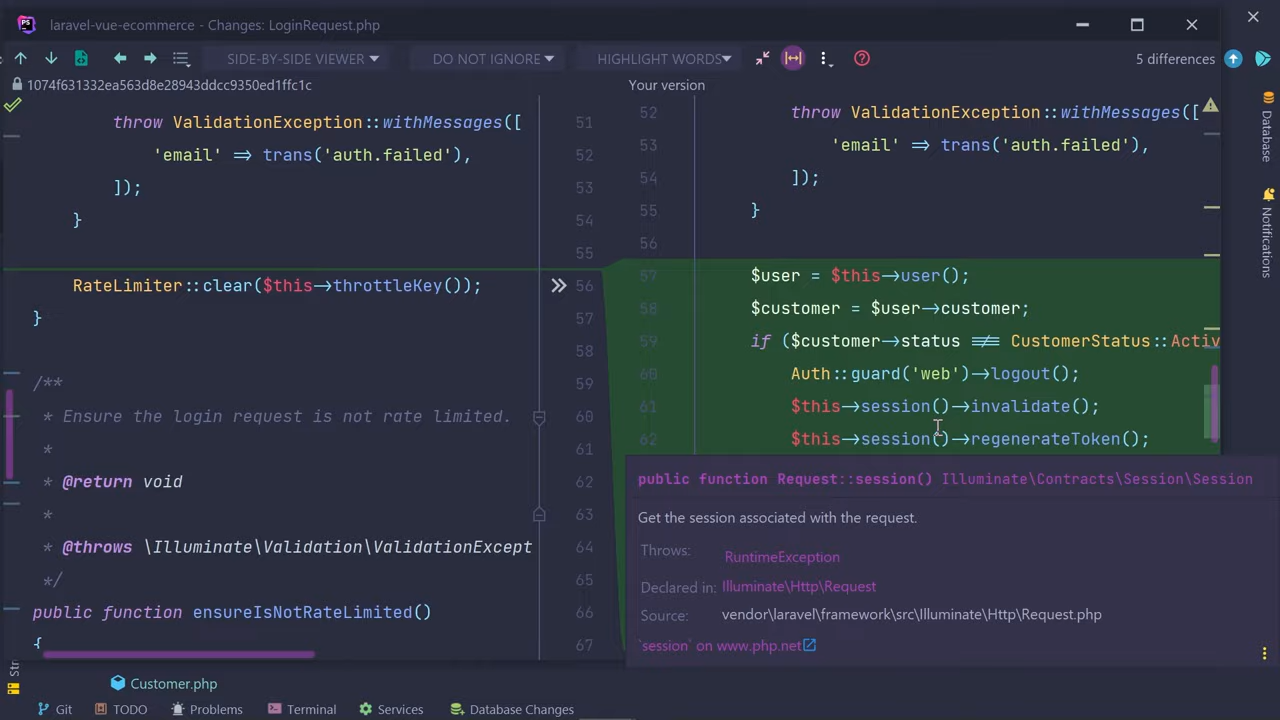 laravel-vue-ecommerce - Changes: LoginRequest.php
SIDE-BY-SIDE VIEWER
DO NOT IGNORE
HIGHLIGHT WORDS
5 differences
1074f631332ea563d8e28943ddcc9350ed1ffc1c
Your version
throw ValidationException::withMessages([
'email' => trans('auth.failed'),
]);
}
RateLimiter::clear($this->throttleKey());
}
/**
* Ensure the login request is not rate limited.
*
* @return void
*
* @throws \Illuminate\Validation\ValidationExcept
*/
public function ensureIsNotRateLimited()
{
51
52
53
54
55
56
57
58
59
60
61
62
63
64
65
66
67
52 throw ValidationException::withMessages([
53 'email' => trans('auth.failed'),
54 ]);
55 }
56
57 $user = $this->user();
58 $customer = $user->customer;
59 if ($customer->status !== CustomerStatus::Activ
60 Auth::guard('web')->logout();
61 $this->session()->invalidate();
62 $this->session()->regenerateToken();
public function Request::session() Illuminate\Contracts\Session\Session
Get the session associated with the request.
Throws: RuntimeException
Declared in: Illuminate\Http\Request
Source: vendor\laravel\framework\src\Illuminate\Http\Request.php
`session` on www.php.net
Database
Notifications
Str
Customer.php
Git
TODO
Problems
Terminal
Services
Database Changes